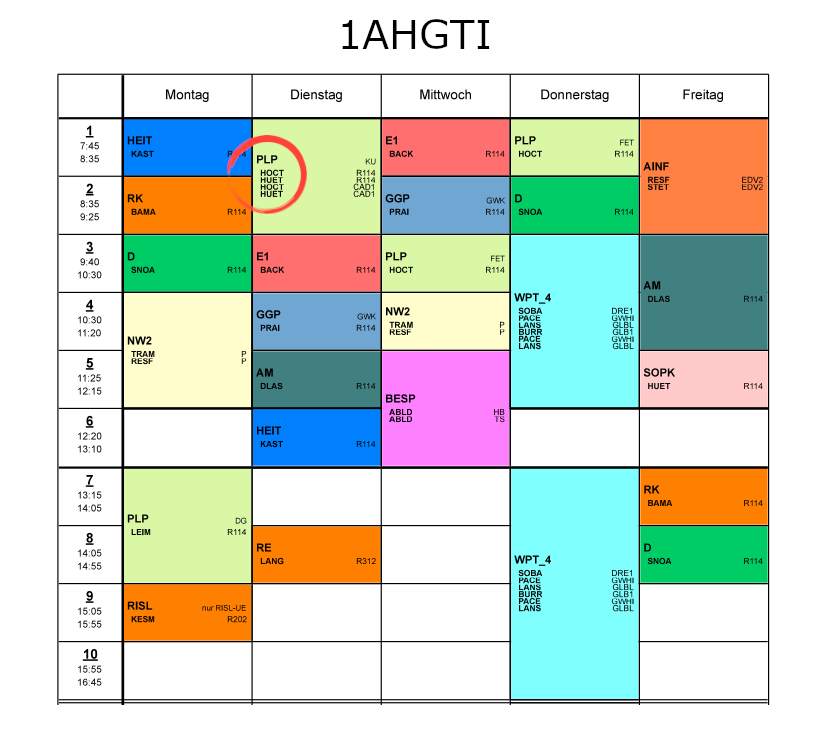 1AHGTI
Montag Dienstag Mittwoch Donnerstag Freitag
1
7:45
8:35
HEIT
KAST R114
PLP KU
HOCT R114
HUET R114
HOCT CAD1
HUET CAD1
E1
BACK R114
PLP FET
HOCT R114
AINF
RESF EDV2
STET EDV2
2
8:35
9:25
RK
BAMA R114
GGP GWK
PRAI R114
D
SNOA R114
3
9:40
10:30
D
SNOA R114
E1
BACK R114
PLP FET
HOCT R114
WPT_4
SOBA DRE1
PACE GWHI
LANS GLBL
BURR GLB1
PACE GWHI
LANS GLBL
AM
DLAS R114
4
10:30
11:20
NW2
TRAM P
RESF P
GGP GWK
PRAI R114
NW2
TRAM P
RESF P
5
11:25
12:15
AM
DLAS R114
BESP
ABLD HB
ABLD TS
SOPK
HUET R114
6
12:20
13:10
HEIT
KAST R114
7
13:15
14:05
PLP DG
LEIM R114
WPT_4
SOBA DRE1
PACE GWHI
LANS GLBL
BURR GLB1
PACE GWHI
LANS GLBL
RK
BAMA R114
8
14:05
14:55
RE
LANG R312
D
SNOA R114
9
15:05
15:55
RISL nur RISL-UE
KESM R202
10
15:55
16:45